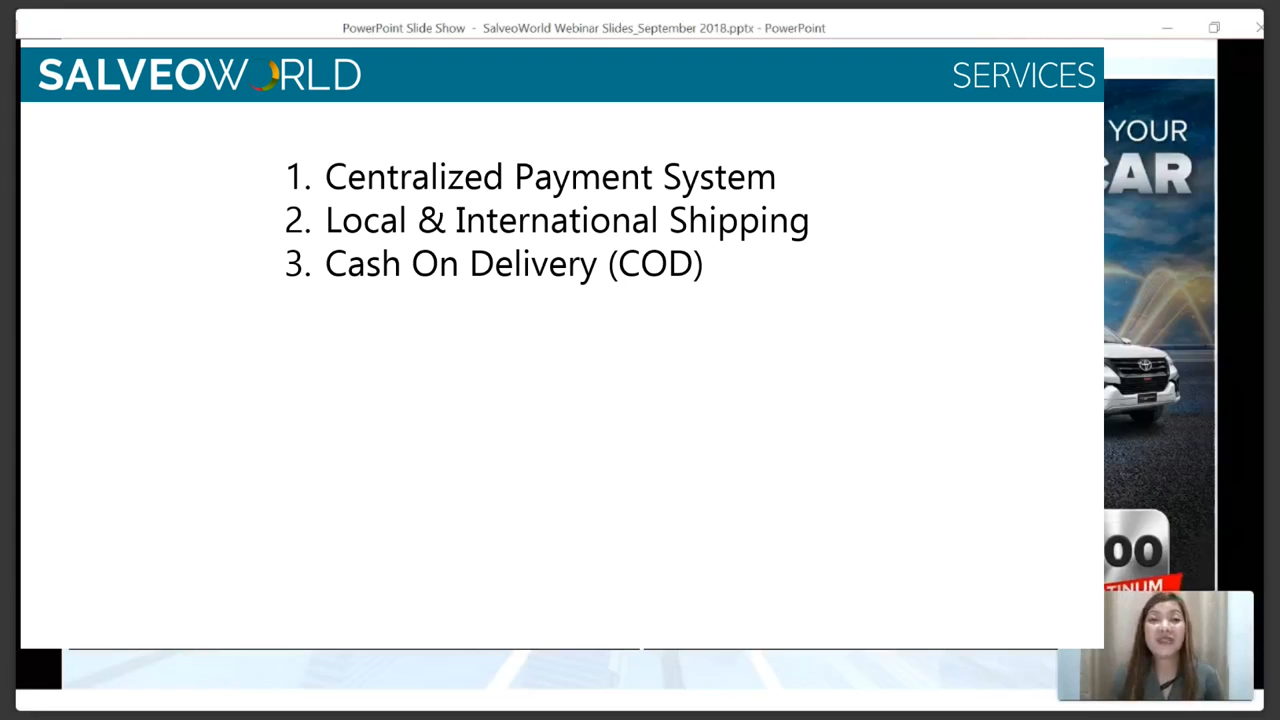 PowerPoint Slide Show - SalveoWorld Webinar Slides_September 2018.pptx - PowerPoint
SALVEOWORLD
SERVICES
1. Centralized Payment System
2. Local & International Shipping
3. Cash On Delivery (COD)
YOUR
CAR
00
TINUM